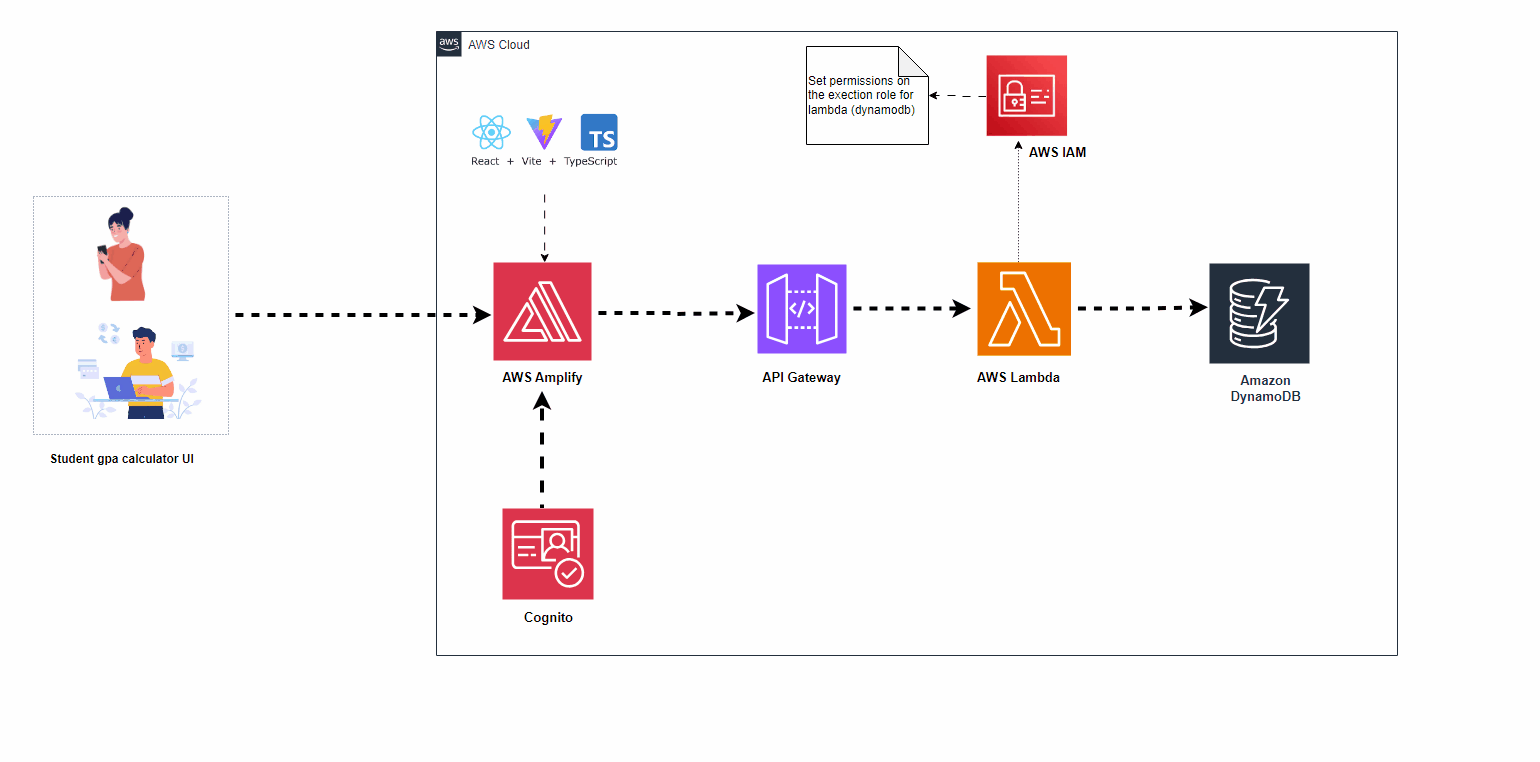 aws
AWS Cloud
Set permissions on
the exection role for
lambda (dynamodb)
AWS IAM
TS
React + Vite + TypeScript
AWS Amplify
</>
API Gateway
AWS Lambda
Amazon
DynamoDB
Student gpa calculator UI
Cognito